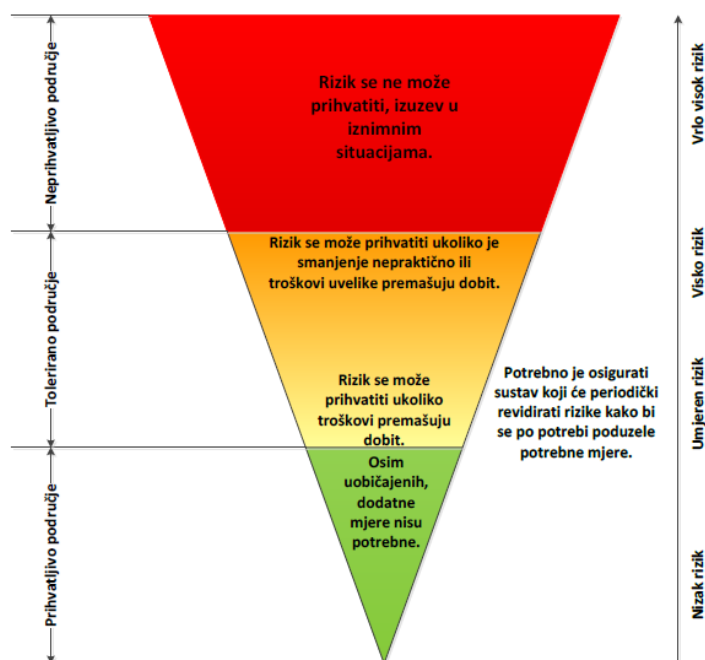 Neprihvatljivo područje
Tolerirano područje
Prihvatljivo područje
Rizik se ne može
prihvatiti, izuzev u
iznimnim
situacijama.
Rizik se može prihvatiti ukoliko je
smanjenje nepraktično ili
troškovi uvelike premašuju dobit.
Rizik se može
prihvatiti ukoliko
troškovi premašuju
dobit.
Osim
uobičajenih,
dodatne
mjere nisu
potrebne.
Potrebno je osigurati
sustav koji će periodički
revidirati rizike kako bi
se po potrebi poduzele
potrebne mjere.
Vrlo visok rizik
Visko rizik
Umjeren rizik
Nizak rizik